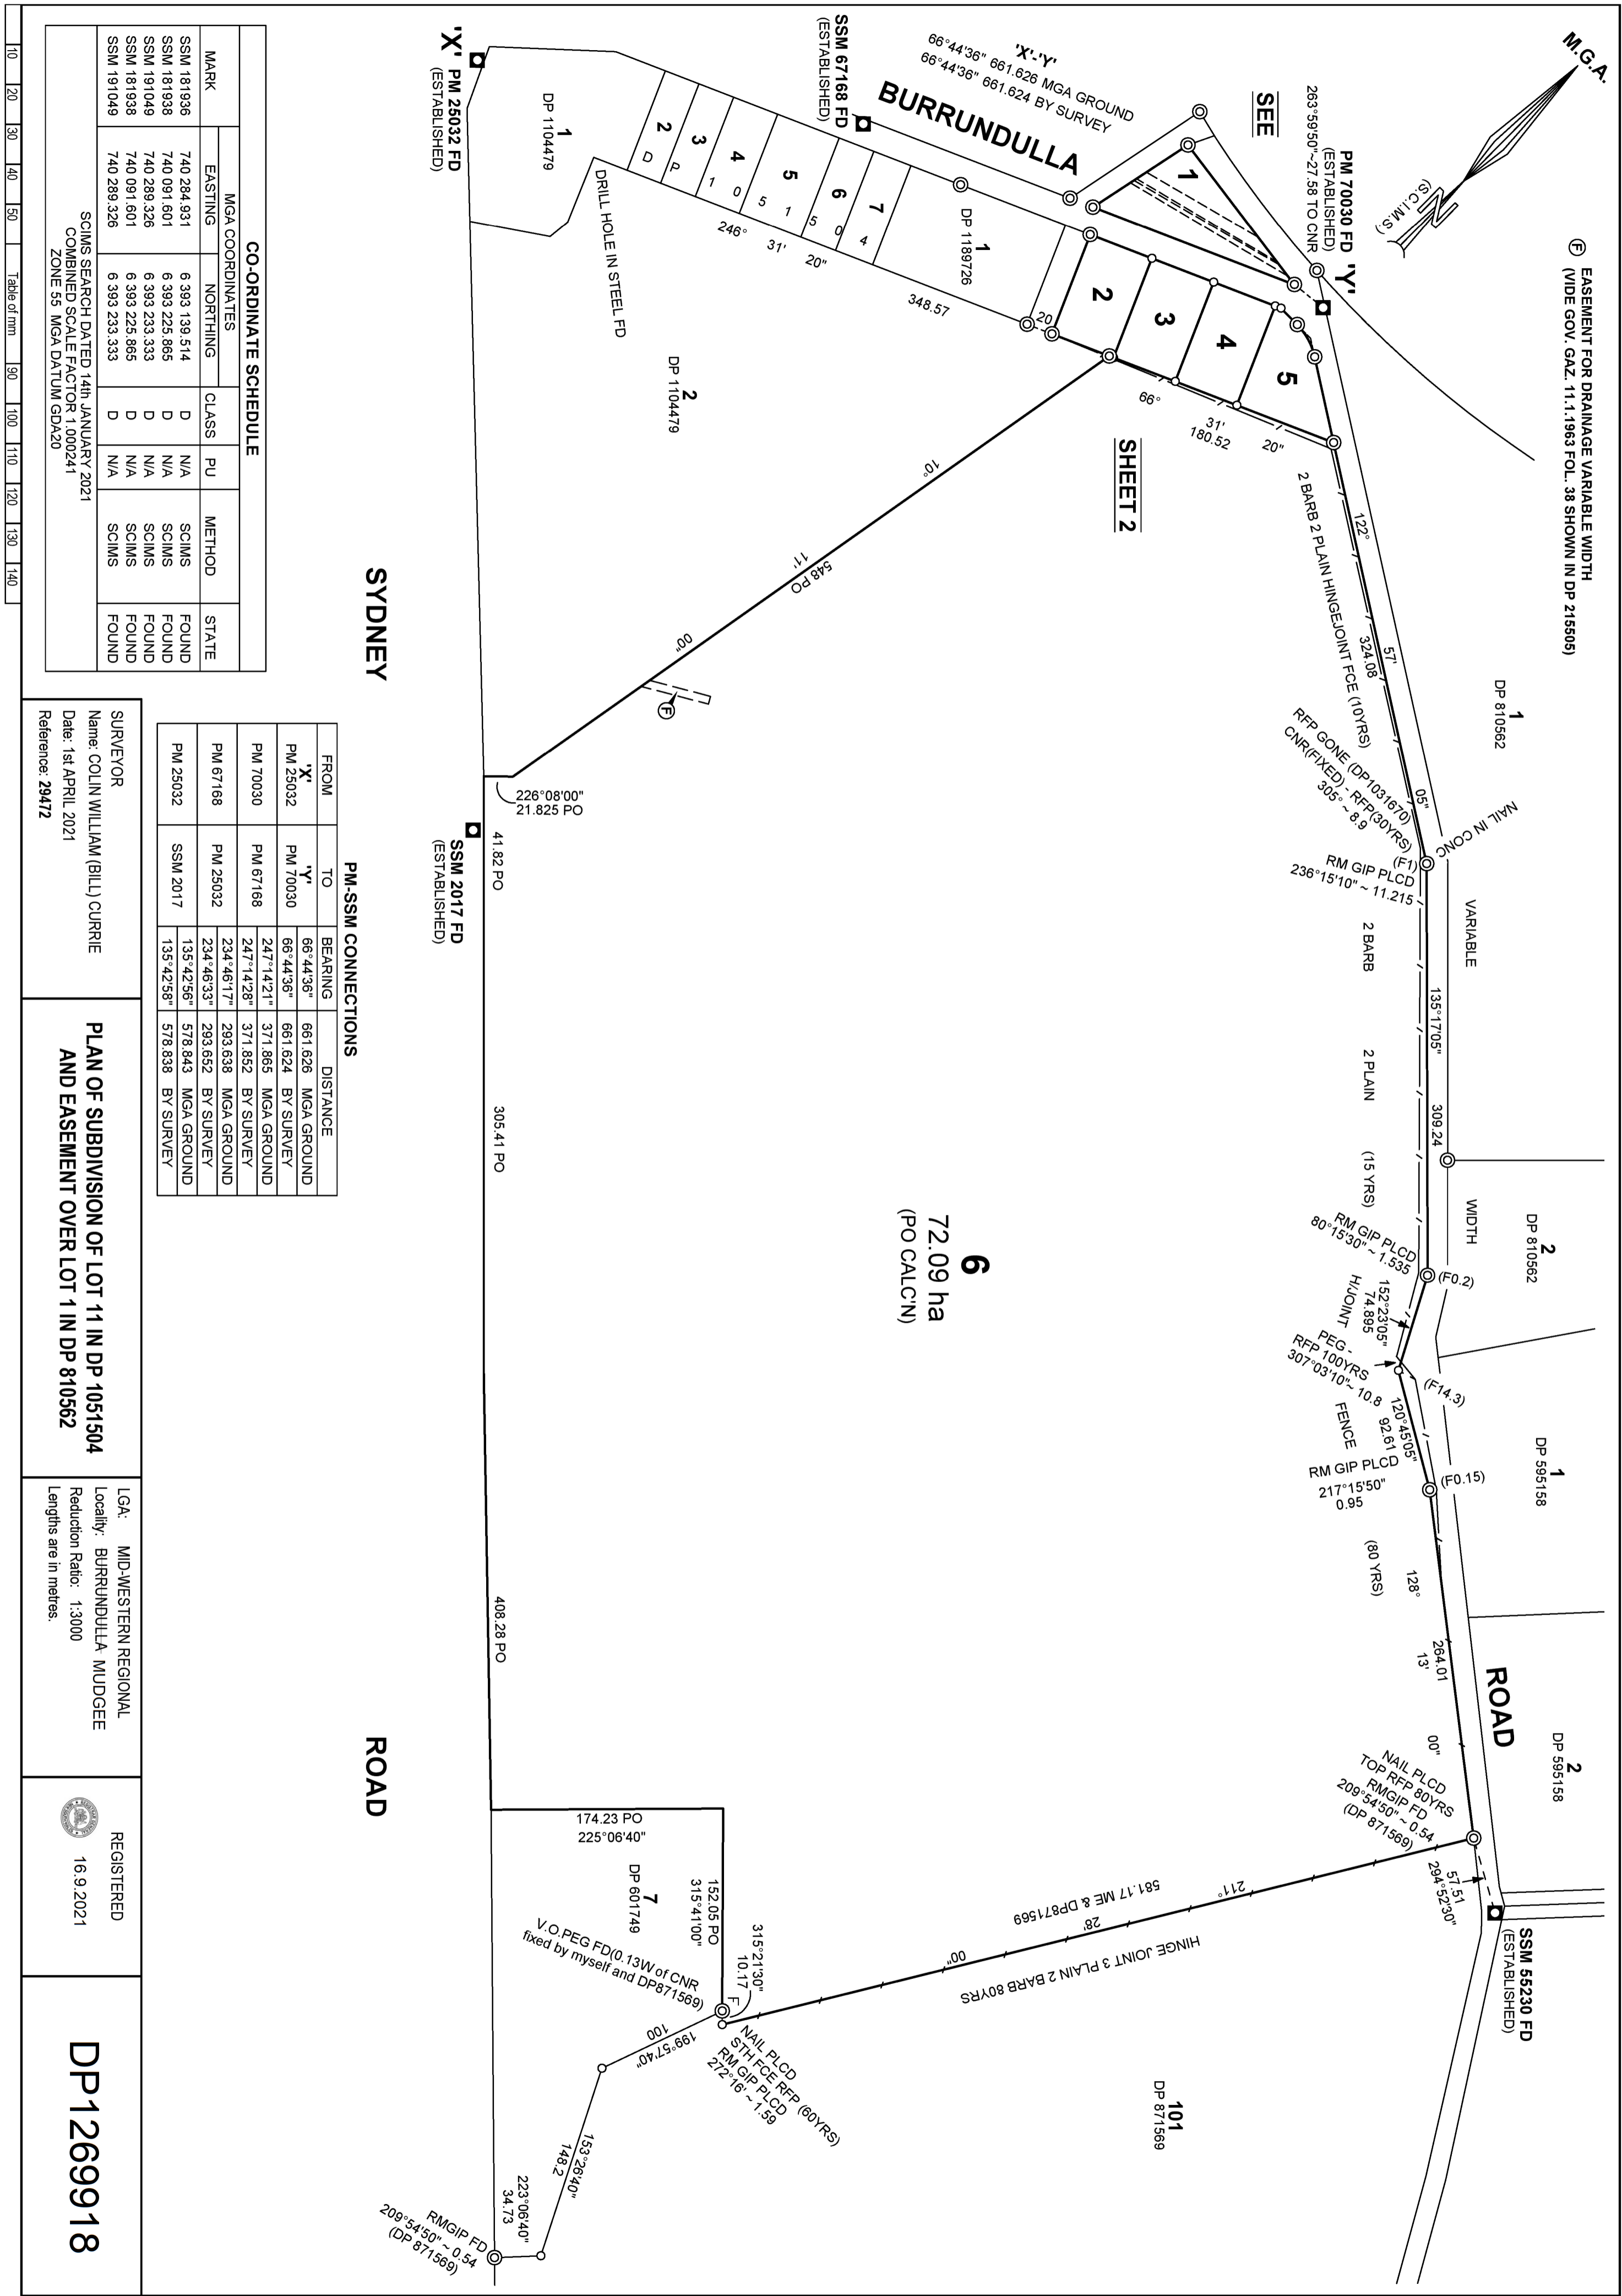 M.G.A.
N
(S.C.I.M.S.)
Ⓕ EASEMENT FOR DRAINAGE VARIABLE WIDTH
(VIDE GOV. GAZ. 11.1.1963 FOL. 38 SHOWN IN DP 215505)
1
DP 810562
2
DP 810562
1
DP 595158
2
DP 595158
SEE
SHEET 2
263°59'50"~27.58 TO CNR
PM 70030 FD
(ESTABLISHED)
'Y'
'X'-'Y'
66°44'36" 661.626 MGA GROUND
66°44'36" 661.624 BY SURVEY
BURRUNDULLA
SSM 67168 FD
(ESTABLISHED)
'X' PM 25032 FD
(ESTABLISHED)
1
DP 1104479
2
3
4
5
6
7
D P 1 0 5 1 5 0 4
DRILL HOLE IN STEEL FD
246° 31' 20"
348.57
1
DP 1189726
20
1
2
3
4
5
66° 31' 20"
180.52
2
DP 1104479
10° 11' 00"
548 PO
F
226°08'00"
21.825 PO
SSM 2017 FD
(ESTABLISHED)
41.82 PO
305.41 PO
408.28 PO
122° 57' 05"
324.08
2 BARB 2 PLAIN HINGEJOINT FCE (10YRS)
RFP GONE (DP1031670)
CNR(FIXED) - RFP(30YRS)
305° ~ 8.9
NAIL IN CONC
(F1)
RM GIP PLCD
236°15'10" ~ 11.215
VARIABLE
WIDTH
ROAD
135°17'05"
309.24
2 BARB
2 PLAIN
(15 YRS)
RM GIP PLCD
80°15'30" ~ 1.535
(F0.2)
152°23'05"
74.895
H/JOINT
PEG -
RFP 100YRS
307°03'10"~ 10.8
(F14.3)
FENCE
120°45'05"
92.61
RM GIP PLCD
217°15'50"
0.95
(F0.15)
(80 YRS)
128° 13' 00"
264.01
NAIL PLCD
TOP RFP 80YRS
RMGIP FD
209°54'50" ~ 0.54
(DP 871569)
57.51
294°52'30"
SSM 55230 FD
(ESTABLISHED)
6
72.09 ha
(PO CALC'N)
211° 28' 00"
581.17 ME & DP871569
HINGE JOINT 3 PLAIN 2 BARB 80YRS
101
DP 871569
174.23 PO
225°06'40"
7
DP 601749
152.05 PO
315°41'00"
315°21'30"
10.17
F
V.O.PEG FD(0.13W of CNR
fixed by myself and DP871569)
NAIL PLCD
STH FCE RFP (60YRS)
RM GIP PLCD
272°16' ~ 1.59
199°57'40"
100
153°26'40"
148.2
223°06'40"
34.73
RMGIP FD
209°54'50" ~ 0.54
(DP 871569)
SYDNEY
ROAD
CO-ORDINATE SCHEDULE
MARK MGA COORDINATES CLASS PU METHOD STATE
EASTING NORTHING
SSM 181936 740 284.931 6 393 139.514 D N/A SCIMS FOUND
SSM 181938 740 091.601 6 393 225.865 D N/A SCIMS FOUND
SSM 191049 740 289.326 6 393 233.333 D N/A SCIMS FOUND
SSM 181938 740 091.601 6 393 225.865 D N/A SCIMS FOUND
SSM 191049 740 289.326 6 393 233.333 D N/A SCIMS FOUND
SCIMS SEARCH DATED 14th JANUARY 2021
COMBINED SCALE FACTOR 1.000241
ZONE 55 MGA DATUM GDA20
PM-SSM CONNECTIONS
FROM TO BEARING DISTANCE
'X' PM 25032 'Y' PM 70030 66°44'36" 661.626 MGA GROUND
66°44'36" 661.624 BY SURVEY
PM 70030 PM 67168 247°14'21" 371.865 MGA GROUND
247°14'28" 371.852 BY SURVEY
PM 67168 PM 25032 234°46'17" 293.638 MGA GROUND
234°46'33" 293.652 BY SURVEY
PM 25032 SSM 2017 135°42'56" 578.843 MGA GROUND
135°42'58" 578.838 BY SURVEY
SURVEYOR
Name: COLIN WILLIAM (BILL) CURRIE
Date: 1st APRIL 2021
Reference: 29472
PLAN OF SUBDIVISION OF LOT 11 IN DP 1051504
AND EASEMENT OVER LOT 1 IN DP 810562
LGA: MID-WESTERN REGIONAL
Locality: BURRUNDULLA MUDGEE
Reduction Ratio: 1:3000
Lengths are in metres.
REGISTERED
16.9.2021
DP1269918
10 20 30 40 50 Table of mm 90 100 110 120 130 140